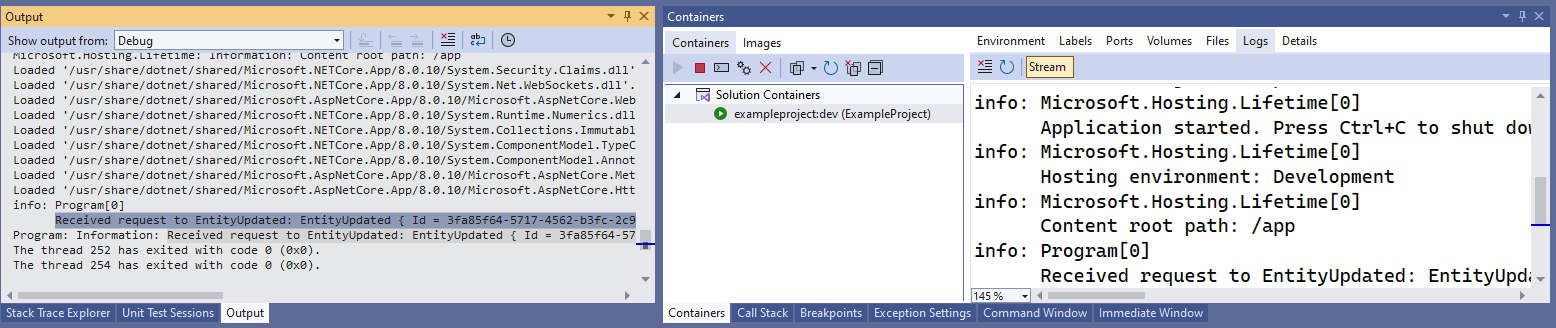 Output
Show output from: Debug
Microsoft.Hosting.Lifetime: Information: Content root path: /app
Loaded '/usr/share/dotnet/shared/Microsoft.NETCore.App/8.0.10/System.Security.Claims.dll'
Loaded '/usr/share/dotnet/shared/Microsoft.NETCore.App/8.0.10/System.Net.WebSockets.dll'.
Loaded '/usr/share/dotnet/shared/Microsoft.AspNetCore.App/8.0.10/Microsoft.AspNetCore.Web
Loaded '/usr/share/dotnet/shared/Microsoft.NETCore.App/8.0.10/System.Runtime.Numerics.dll
Loaded '/usr/share/dotnet/shared/Microsoft.NETCore.App/8.0.10/System.Collections.Immutabl
Loaded '/usr/share/dotnet/shared/Microsoft.NETCore.App/8.0.10/System.ComponentModel.TypeC
Loaded '/usr/share/dotnet/shared/Microsoft.NETCore.App/8.0.10/System.ComponentModel.Annot
Loaded '/usr/share/dotnet/shared/Microsoft.AspNetCore.App/8.0.10/Microsoft.AspNetCore.Met
Loaded '/usr/share/dotnet/shared/Microsoft.AspNetCore.App/8.0.10/Microsoft.AspNetCore.Htt
info: Program[0]
Received request to EntityUpdated: EntityUpdated { Id = 3fa85f64-5717-4562-b3fc-2c9
Program: Information: Received request to EntityUpdated: EntityUpdated { Id = 3fa85f64-57
The thread 252 has exited with code 0 (0x0).
The thread 254 has exited with code 0 (0x0).
Stack Trace Explorer Unit Test Sessions Output
Containers
Containers Images
Solution Containers
exampleproject:dev (ExampleProject)
Environment Labels Ports Volumes Files Logs Details
Stream
info: Microsoft.Hosting.Lifetime[0]
Application started. Press Ctrl+C to shut dow
info: Microsoft.Hosting.Lifetime[0]
Hosting environment: Development
info: Microsoft.Hosting.Lifetime[0]
Content root path: /app
info: Program[0]
Received request to EntityUpdated: EntityUpda
145 %
Containers Call Stack Breakpoints Exception Settings Command Window Immediate Window